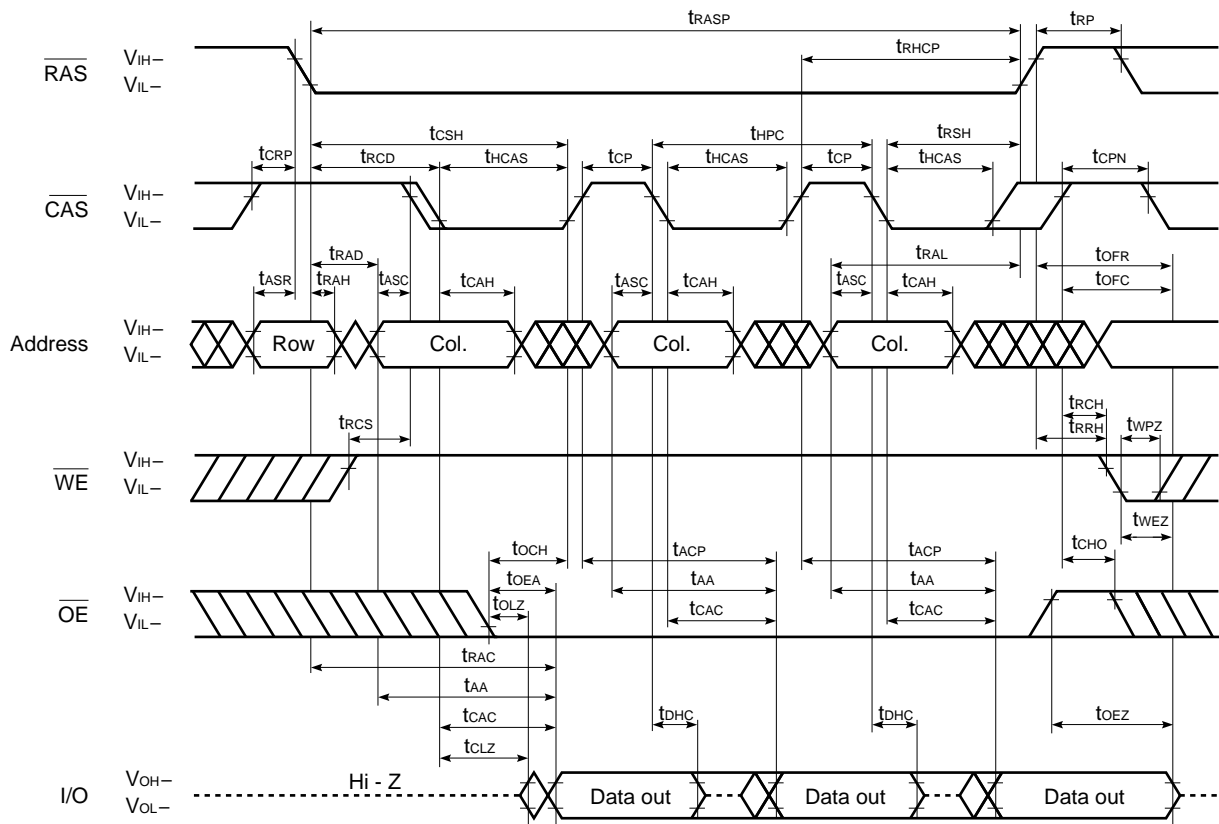 tRASP
tRP
tRHCP
RAS
VIH–
VIL–
tCSH
tHPC
tRSH
tCRP
tRCD
tHCAS
tCP
tHCAS
tCP
tHCAS
tCPN
CAS
VIH–
VIL–
tRAD
tRAL
tOFR
tASR
tRAH
tASC
tCAH
tASC
tCAH
tASC
tCAH
tOFC
Address
VIH–
VIL–
Row
Col.
Col.
Col.
tRCS
tRCH
tRRH
tWPZ
WE
VIH–
VIL–
tWEZ
tOCH
tACP
tACP
tCHO
tOEA
tAA
tAA
OE
VIH–
VIL–
tOLZ
tCAC
tCAC
tRAC
tAA
tCAC
tDHC
tDHC
tOEZ
tCLZ
I/O
VOH–
VOL–
Hi - Z
Data out
Data out
Data out